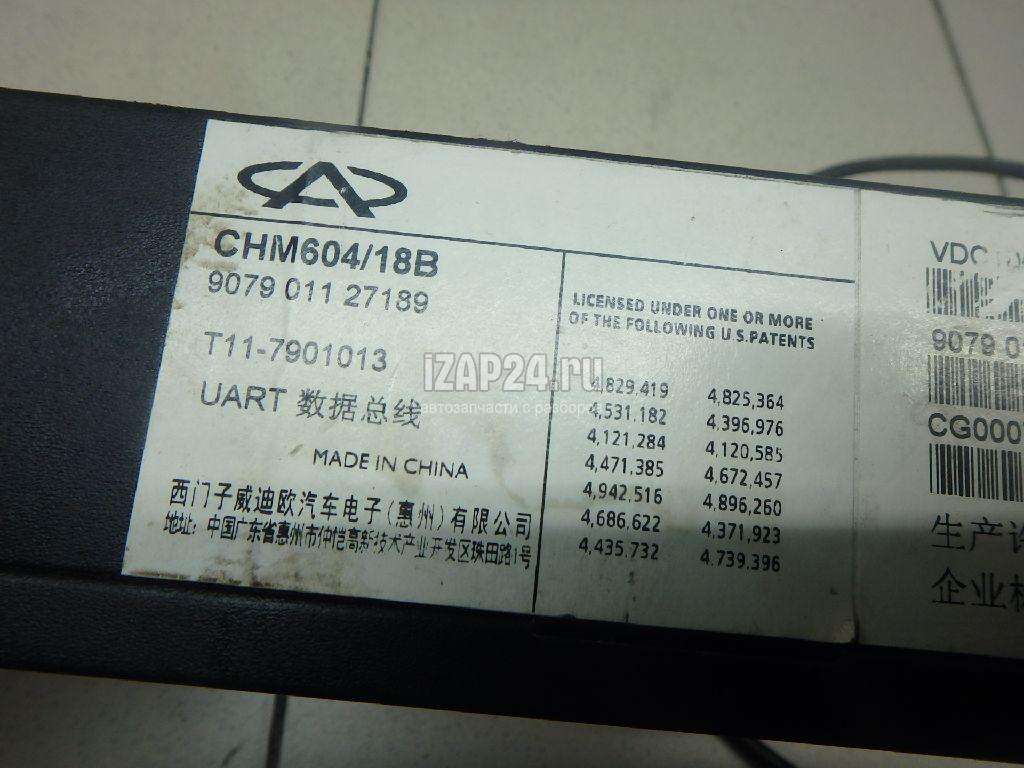 CHM604/18B
9079 011 27189
T11-7901013
UART 数据总线
MADE IN CHINA
西门子威迪欧汽车电子(惠州)有限公司
地址: 中国广东省惠州市仲恺高新技术产业开发区珠田路1号
LICENSED UNDER ONE OR MORE
OF THE FOLLOWING U.S.PATENTS
4,829,419 4,825,364
4,531,182 4,396,976
4,121,284 4,120,585
4,471,385 4,672,457
4,942,516 4,896,260
4,686,622 4,371,923
4,435,732 4,739,396
VDC
9079
CG000
生产
企业
IZAP24.ru
автозапчасти с разборок